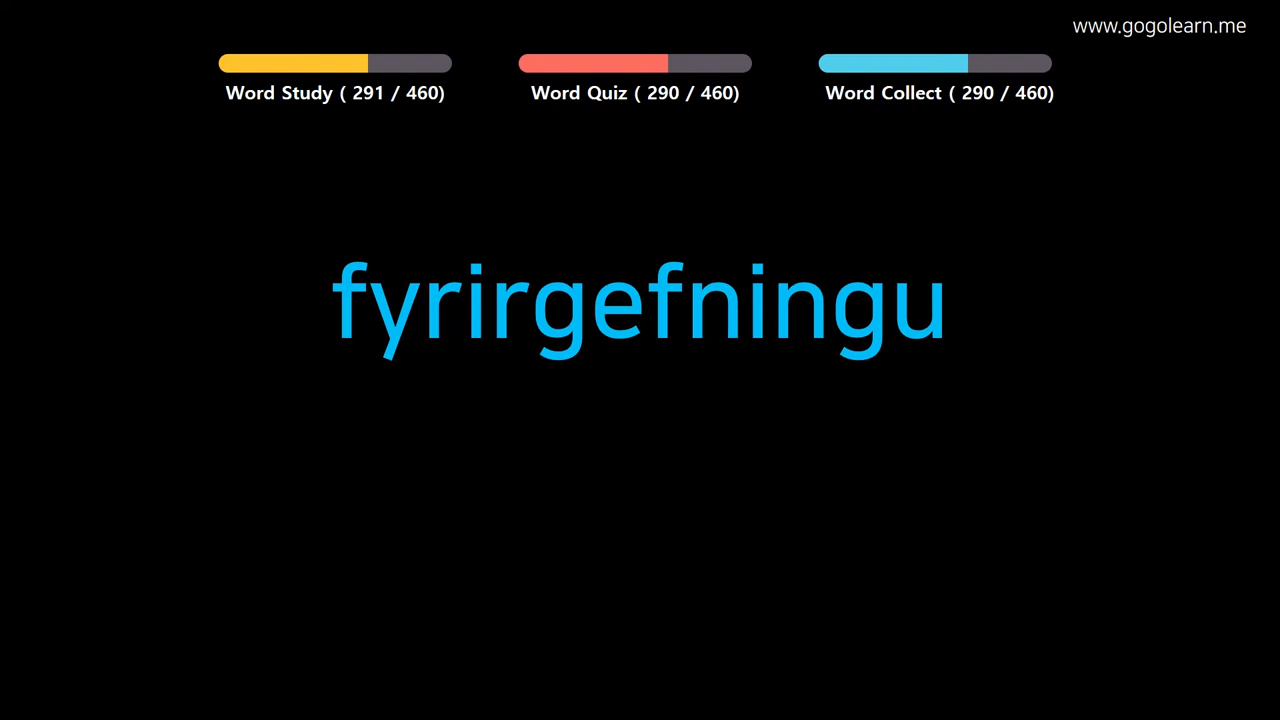 www.gogolearn.me
Word Study ( 291 / 460)
Word Quiz ( 290 / 460)
Word Collect ( 290 / 460)
fyrirgefningu